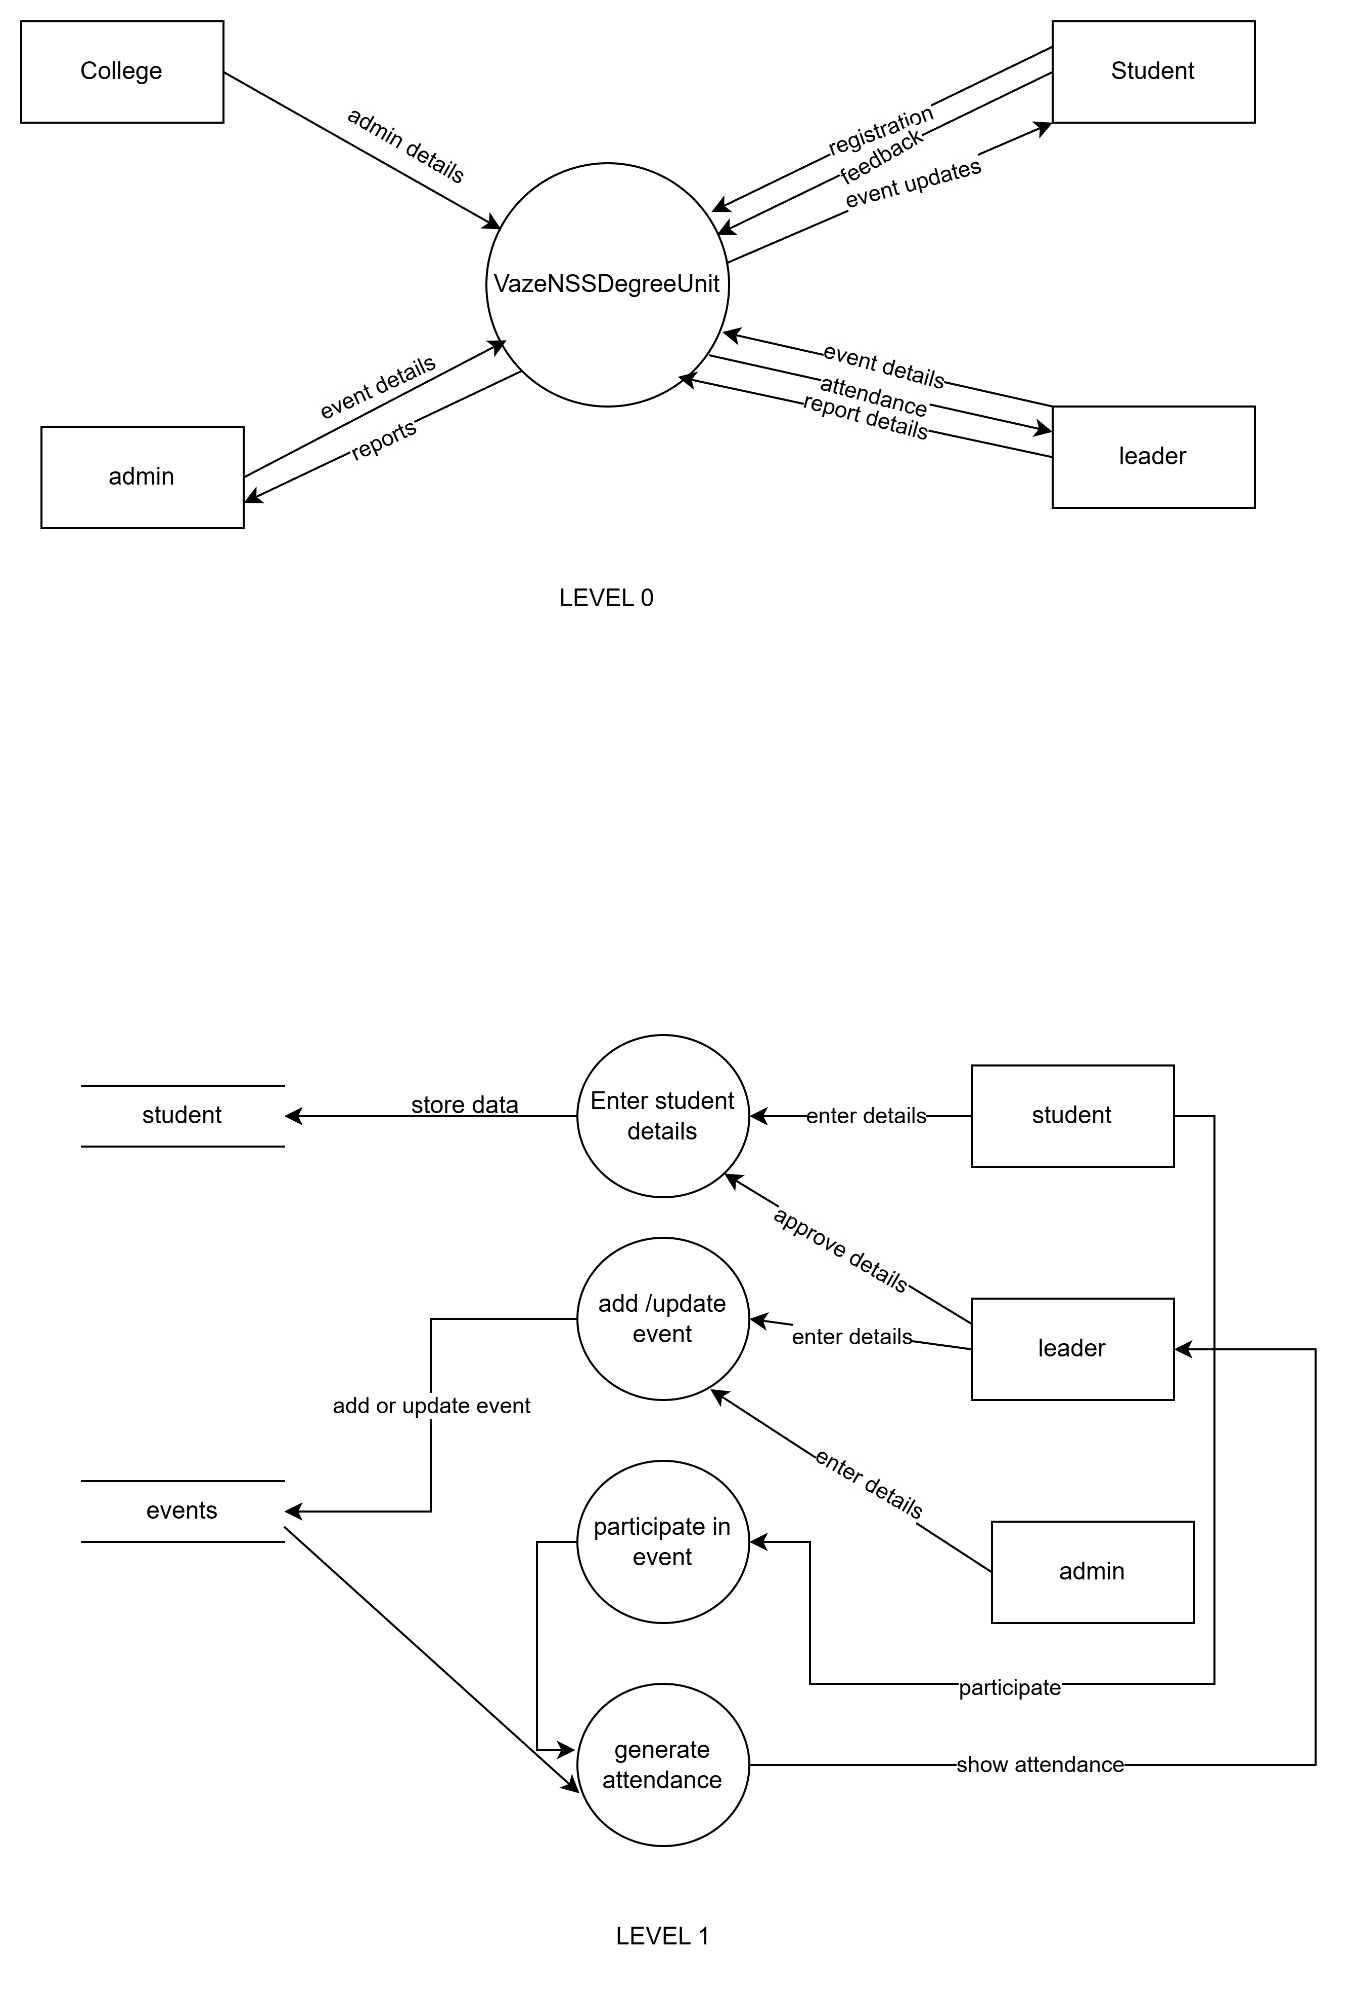 College
Student
admin details
registration
feedback
event updates
VazeNSSDegreeUnit
event details
attendance
report details
event details
reports
admin
leader
LEVEL 0
student
store data
Enter student
details
enter details
student
approve details
add /update
event
enter details
leader
add or update event
enter details
events
participate in
event
admin
participate
generate
attendance
show attendance
LEVEL 1